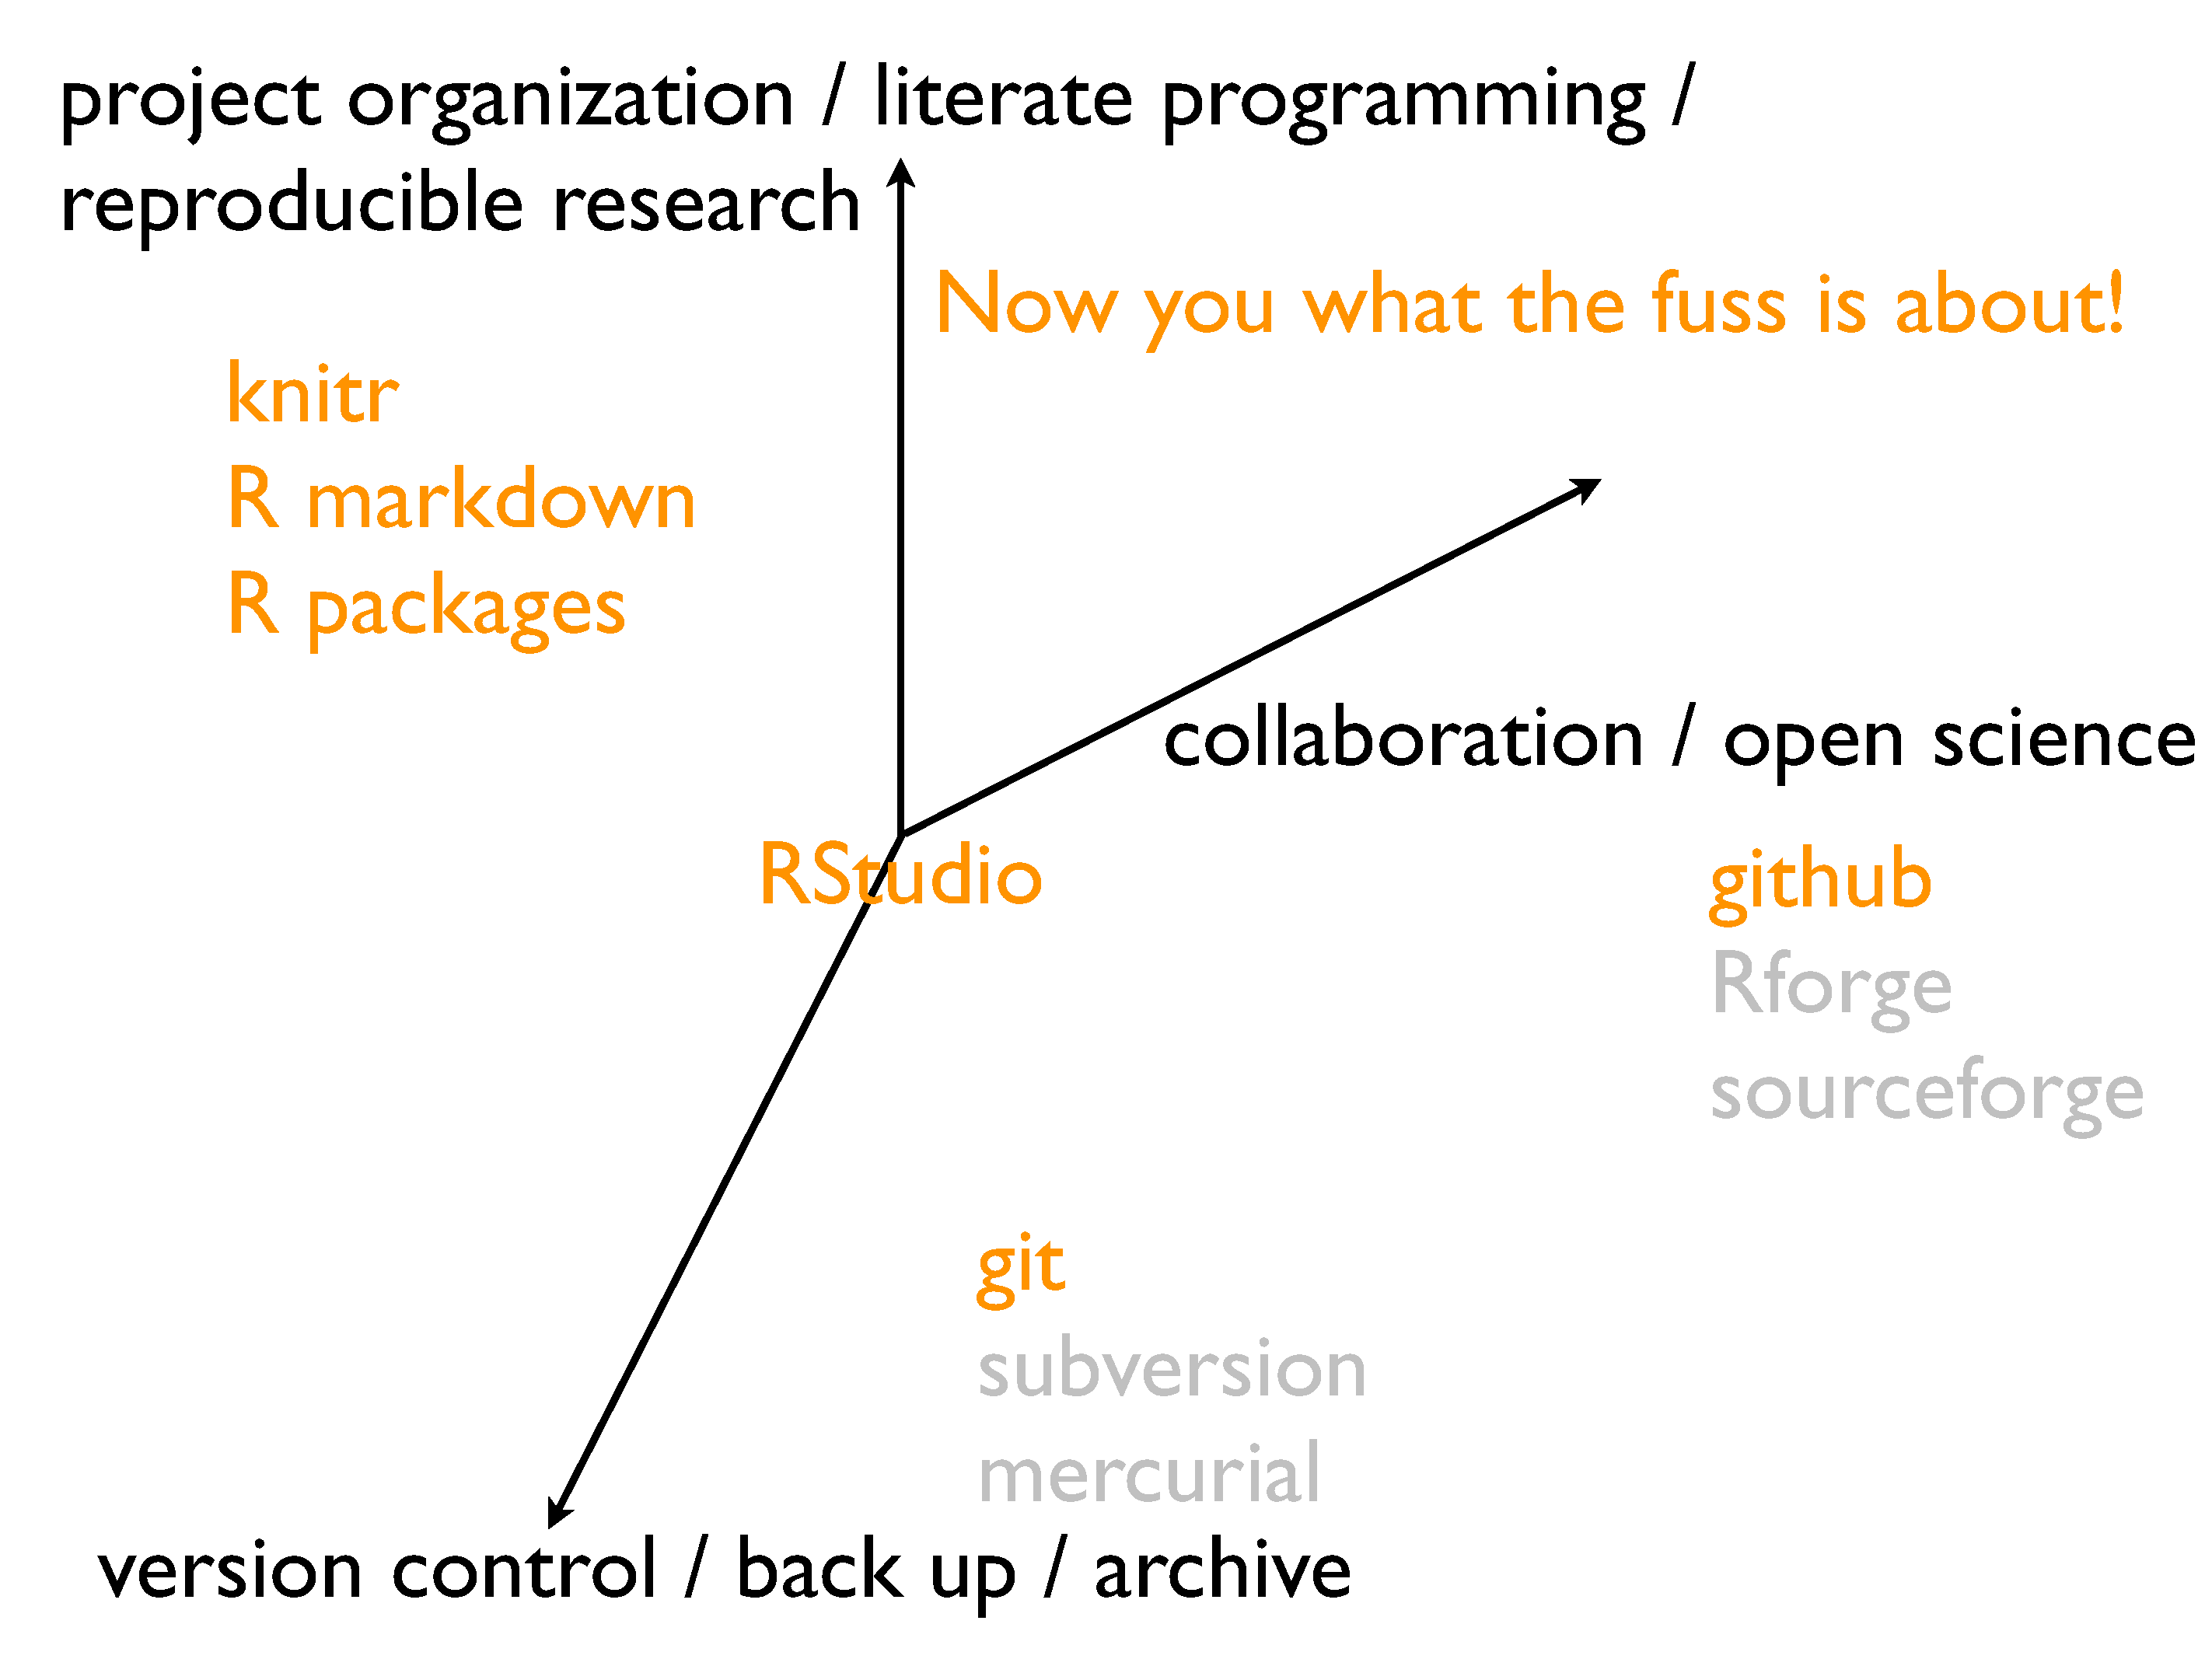 project organization / literate programming /
reproducible research
Now you what the fuss is about!
knitr
R markdown
R packages
collaboration / open science
RStudio
github
Rforge
sourceforge
git
subversion
mercurial
version control / back up / archive